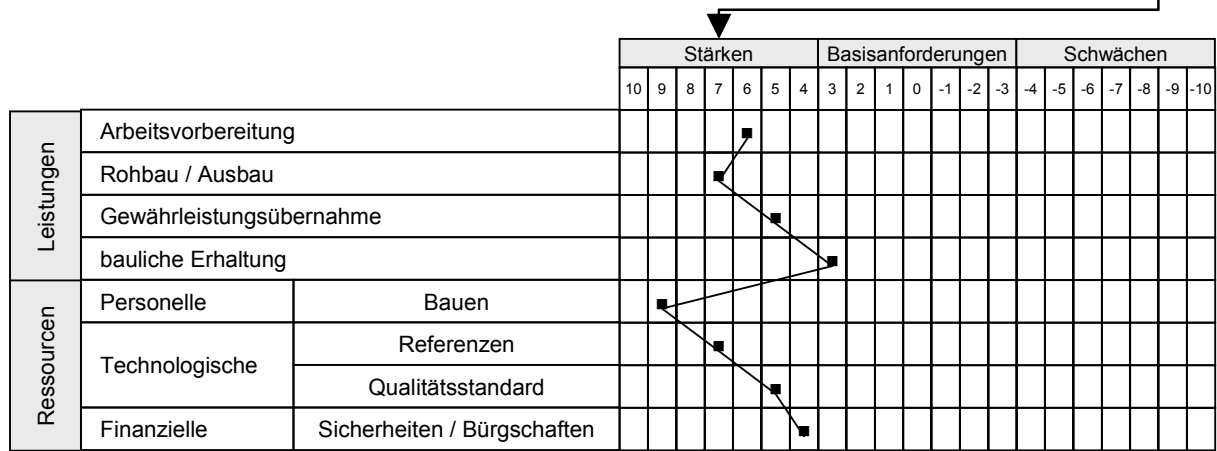 Stärken Basisanforderungen Schwächen
10 9 8 7 6 5 4 3 2 1 0 -1 -2 -3 -4 -5 -6 -7 -8 -9 -10
Leistungen
Arbeitsvorbereitung
Rohbau / Ausbau
Gewährleistungsübernahme
bauliche Erhaltung
Ressourcen
Personelle Bauen
Technologische
Referenzen
Qualitätsstandard
Finanzielle Sicherheiten / Bürgschaften